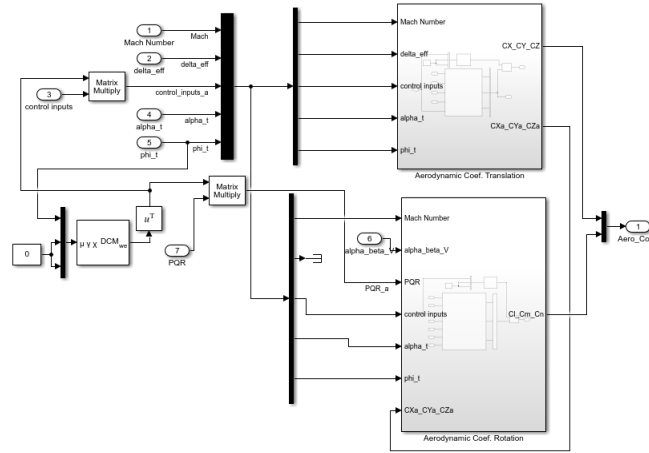 1
Mach Number
Mach
2
delta_eff
delta_eff
Matrix
Multiply
3
control inputs
control_inputs_a
4
alpha_t
alpha_t
5
phi_t
phi_t
Mach Number
delta_eff
control inputs
alpha_t
phi_t
CX_CY_CZ
CXa_CYa_CZa
Aerodynamic Coef. Translation
Matrix
Multiply
uT
0
μ γ χ DCMwa
7
PQR
Mach Number
6
alpha_beta_V
alpha_beta_V
PQR
PQR_a
control inputs
alpha_t
phi_t
CXa_CYa_CZa
Cl_Cm_Cn
Aerodynamic Coef. Rotation
1
Aero_Co